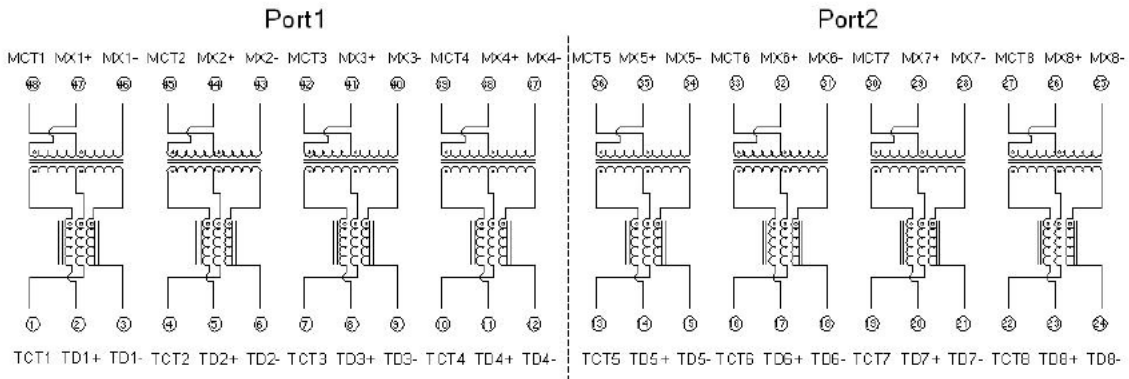 Port1 Port2
MCT1 MX1+ MX1- MCT2 MX2+ MX2- MCT3 MX3+ MX3- MCT4 MX4+ MX4- MCT5 MX5+ MX5- MCT6 MX6+ MX6- MCT7 MX7+ MX7- MCT8 MX8+ MX8-
48 47 46 45 44 43 42 41 40 39 38 37 36 35 34 33 32 31 30 29 28 27 26 25
1 2 3 4 5 6 7 8 9 10 11 12 13 14 15 16 17 18 19 20 21 22 23 24
TCT1 TD1+ TD1- TCT2 TD2+ TD2- TCT3 TD3+ TD3- TCT4 TD4+ TD4- TCT5 TD5+ TD5- TCT6 TD6+ TD6- TCT7 TD7+ TD7- TCT8 TD8+ TD8-